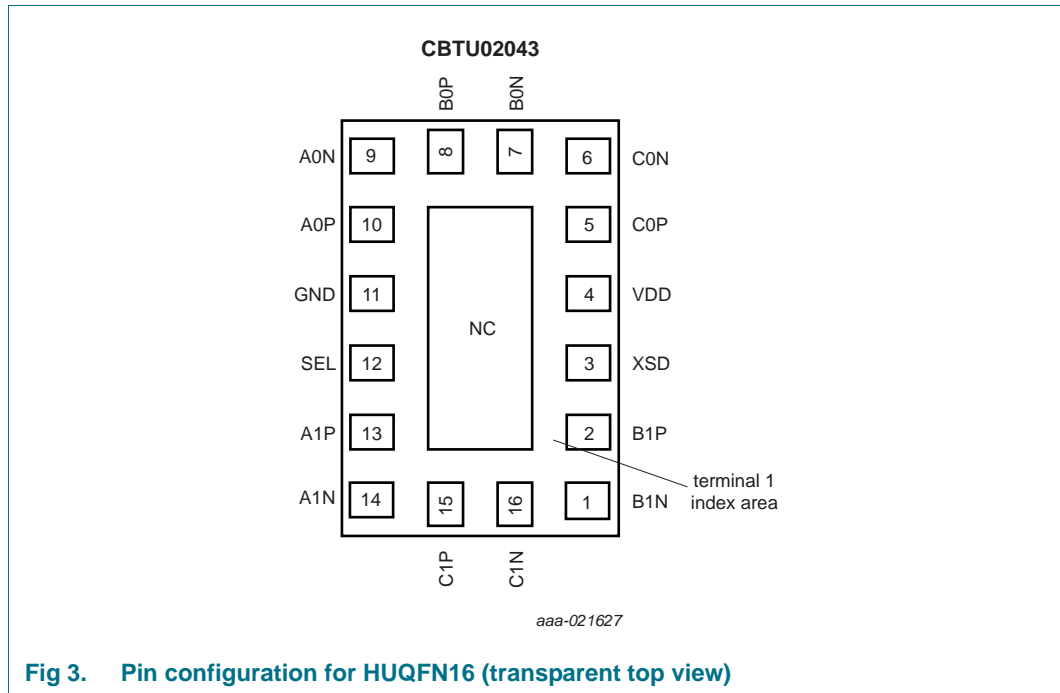 CBTU02043
B0P B0N
8 7
A0N 9 6 C0N
A0P 10 5 C0P
GND 11 4 VDD
NC
SEL 12 3 XSD
A1P 13 2 B1P
terminal 1
index area
A1N 14 15 16 1 B1N
C1P C1N
aaa-021627
Fig 3. Pin configuration for HUQFN16 (transparent top view)